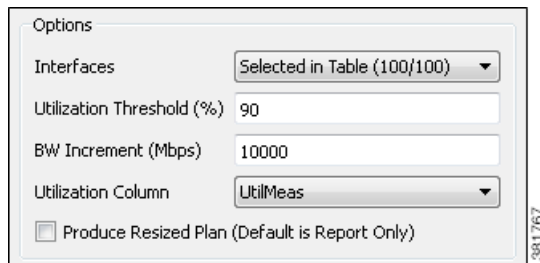 Options
Interfaces Selected in Table (100/100)
Utilization Threshold (%) 90
BW Increment (Mbps) 10000
Utilization Column UtilMeas
Produce Resized Plan (Default is Report Only)
381767